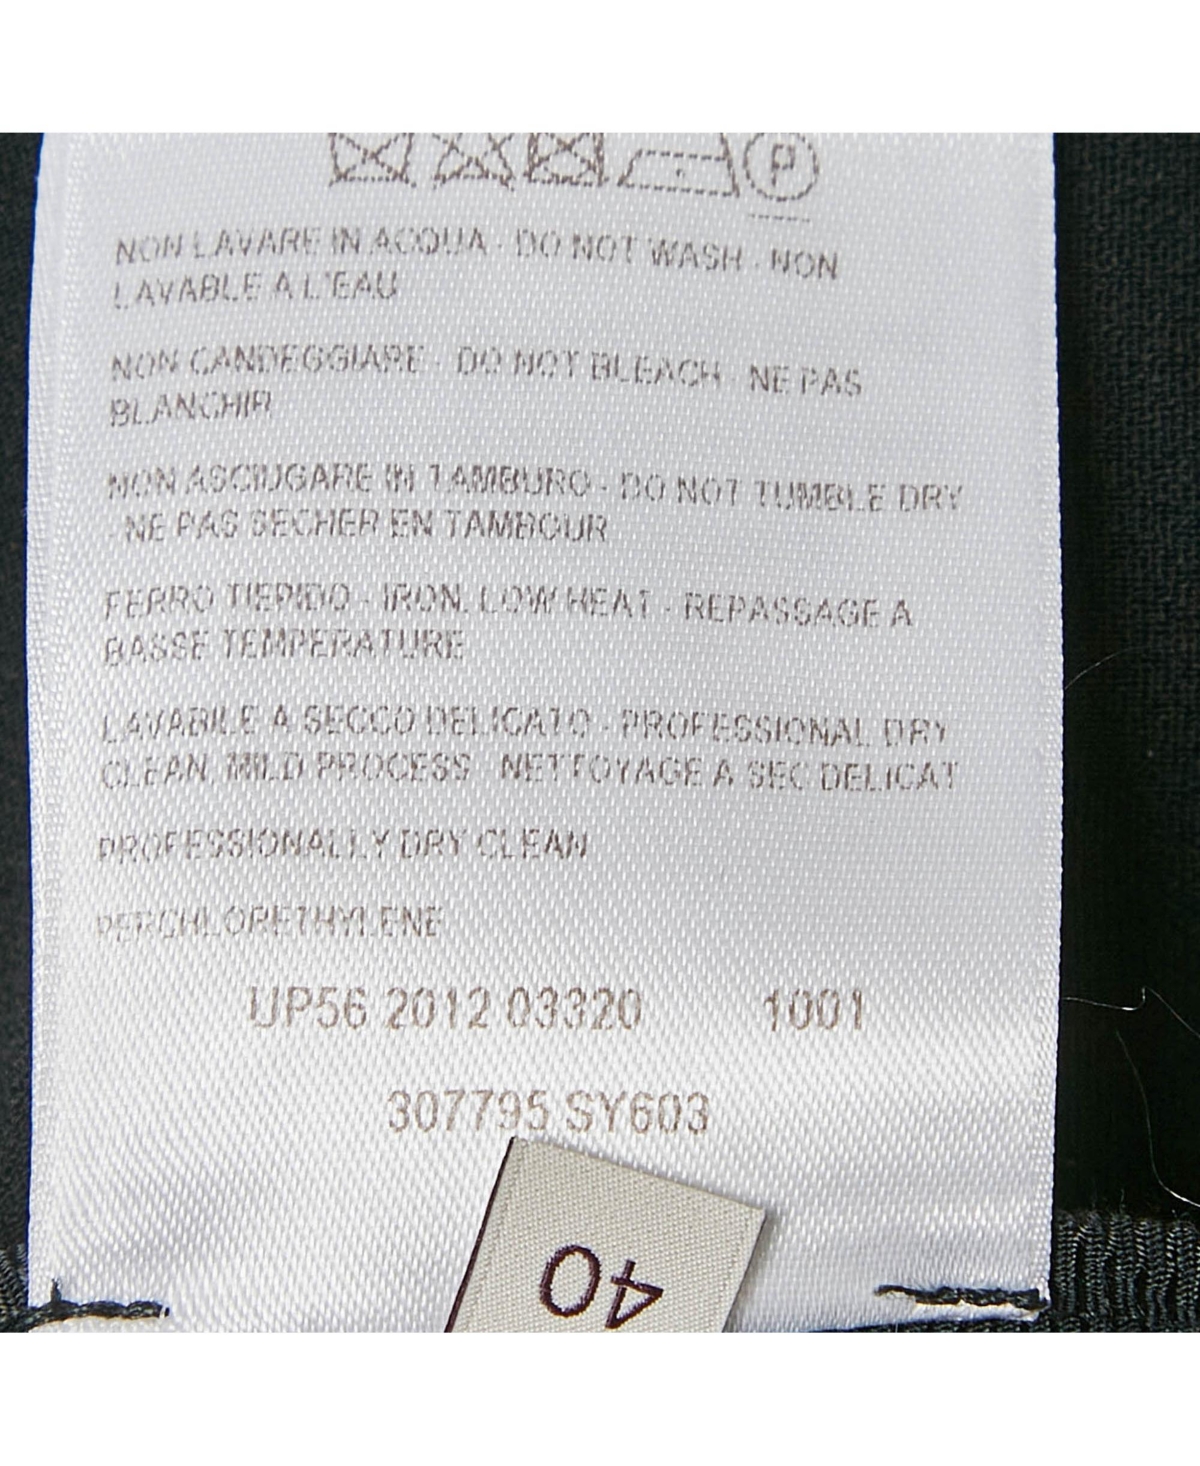 P
NON LAVARE IN ACQUA - DO NOT WASH - NON
LAVABLE A L'EAU
NON CANDEGGIARE - DO NOT BLEACH - NE PAS
BLANCHIR
NON ASCIUGARE IN TAMBURO - DO NOT TUMBLE DRY
- NE PAS SECHER EN TAMBOUR
FERRO TIEPIDO - IRON, LOW HEAT - REPASSAGE A
BASSE TEMPERATURE
LAVABILE A SECCO DELICATO - PROFESSIONAL DRY
CLEAN, MILD PROCESS - NETTOYAGE A SEC DELICAT
PROFESSIONALLY DRY CLEAN
PERCHLORETHYLENE
UP56 2012 03320 1001
307795 SY603
40